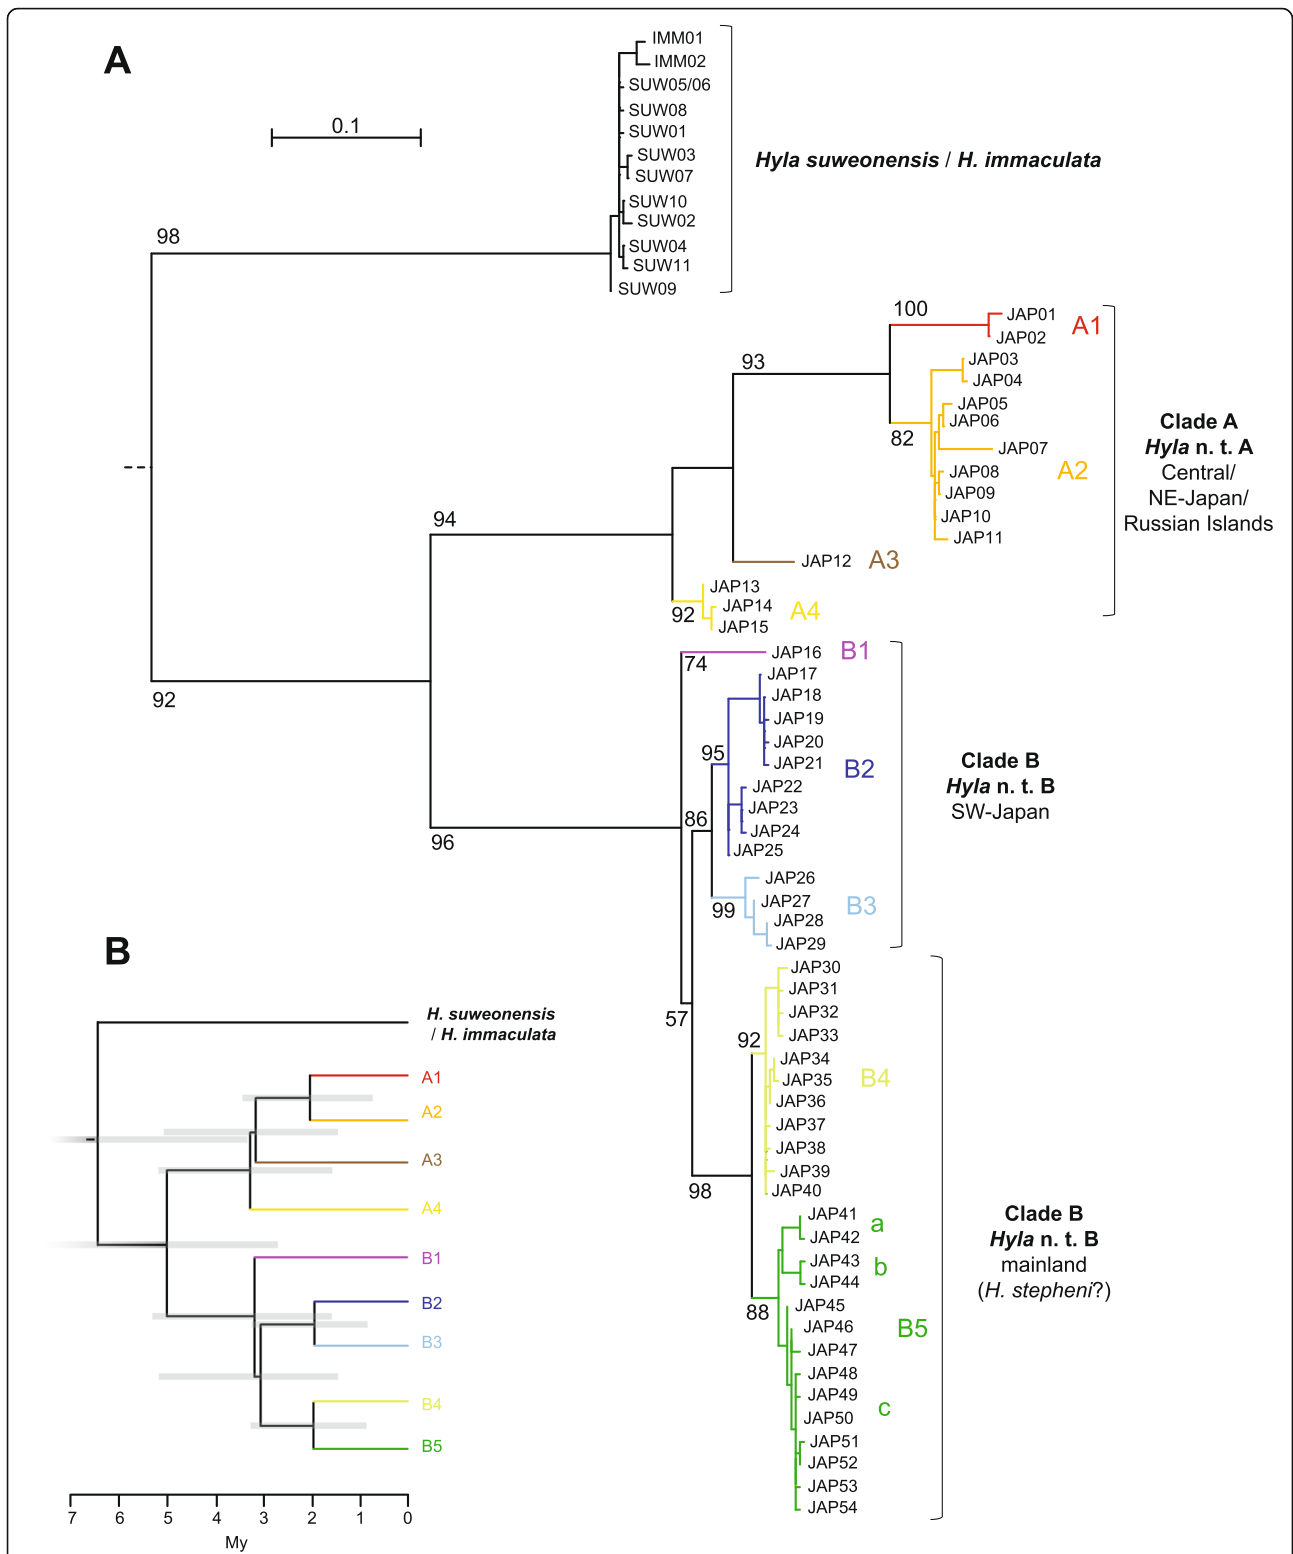 A
0.1
IMM01
IMM02
SUW05/06
SUW08
SUW01
SUW03
SUW07
SUW10
SUW02
SUW04
SUW11
SUW09
Hyla suweonensis / H. immaculata
98
100
JAP01
JAP02
A1
93
JAP03
JAP04
JAP05
JAP06
82
JAP07
JAP08
JAP09
JAP10
JAP11
A2
Clade A
Hyla n. t. A
Central/
NE-Japan/
Russian Islands
94
JAP12
A3
JAP13
JAP14
JAP15
92
A4
92
JAP16
B1
74
JAP17
JAP18
JAP19
JAP20
JAP21
95
B2
JAP22
JAP23
JAP24
JAP25
86
96
JAP26
JAP27
JAP28
JAP29
99
B3
Clade B
Hyla n. t. B
SW-Japan
57
JAP30
JAP31
JAP32
JAP33
92
JAP34
JAP35
JAP36
JAP37
JAP38
JAP39
JAP40
B4
98
JAP41
JAP42
a
JAP43
JAP44
b
88
JAP45
JAP46
JAP47
JAP48
JAP49
JAP50
JAP51
JAP52
JAP53
JAP54
c
B5
Clade B
Hyla n. t. B
mainland
(H. stepheni?)
B
H. suweonensis
/ H. immaculata
A1
A2
A3
A4
B1
B2
B3
B4
B5
7 6 5 4 3 2 1 0
My